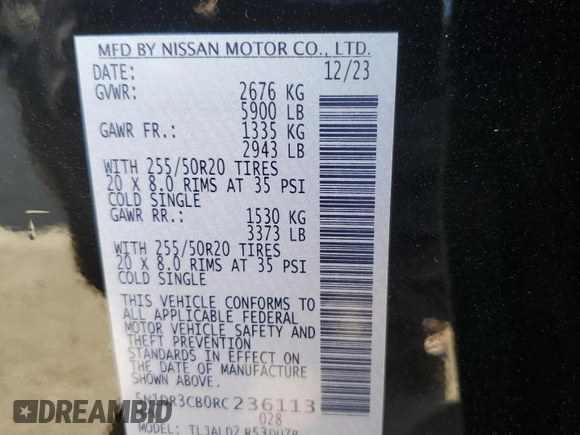 MFD BY NISSAN MOTOR CO., LTD.
DATE: 12/23
GVWR: 2676 KG
5900 LB
GAWR FR.: 1335 KG
2943 LB
WITH 255/50R20 TIRES
20 X 8.0 RIMS AT 35 PSI
COLD SINGLE
GAWR RR.: 1530 KG
3373 LB
WITH 255/50R20 TIRES
20 X 8.0 RIMS AT 35 PSI
COLD SINGLE
THIS VEHICLE CONFORMS TO
ALL APPLICABLE FEDERAL
MOTOR VEHICLE SAFETY AND
THEFT PREVENTION
STANDARDS IN EFFECT ON
THE DATE OF MANUFACTURE
SHOWN ABOVE.
5N1DR3CB0RC236113
028
DREAMBID